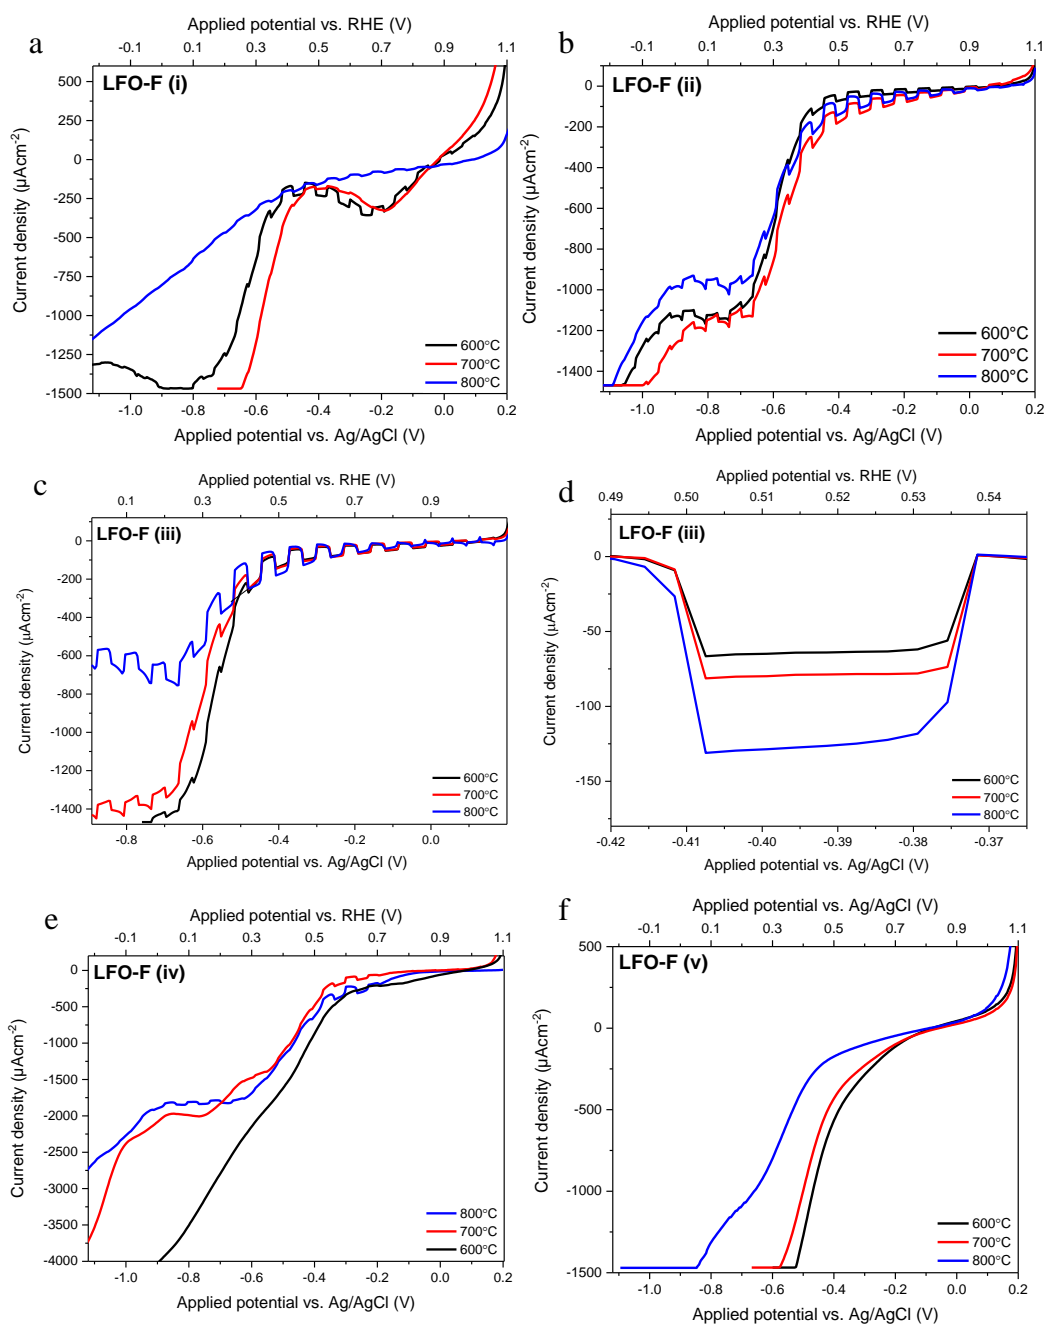 a
Applied potential vs. RHE (V)
-0.1 0.1 0.3 0.5 0.7 0.9 1.1
LFO-F (i)
Current density (µAcm-2)
500
250
0
-250
-500
-750
-1000
-1250
-1500
600°C
700°C
800°C
-1.0 -0.8 -0.6 -0.4 -0.2 0.0 0.2
Applied potential vs. Ag/AgCl (V)
b
Applied potential vs. RHE (V)
-0.1 0.1 0.3 0.5 0.7 0.9 1.1
LFO-F (ii)
Current density (µAcm-2)
0
-200
-400
-600
-800
-1000
-1200
-1400
600°C
700°C
800°C
-1.0 -0.8 -0.6 -0.4 -0.2 0.0 0.2
Applied potential vs. Ag/AgCl (V)
c
Applied potential vs. RHE (V)
0.1 0.3 0.5 0.7 0.9
LFO-F (iii)
Current density (µAcm-2)
0
-200
-400
-600
-800
-1000
-1200
-1400
600°C
700°C
800°C
-0.8 -0.6 -0.4 -0.2 0.0
Applied potential vs. Ag/AgCl (V)
d
Applied potential vs. RHE (V)
0.49 0.50 0.51 0.52 0.53 0.54
LFO-F (iii)
Current density (µAcm-2)
0
-50
-100
-150
600°C
700°C
800°C
-0.42 -0.41 -0.40 -0.39 -0.38 -0.37
Applied potential vs. Ag/AgCl (V)
e
Applied potential vs. RHE (V)
-0.1 0.1 0.3 0.5 0.7 0.9 1.1
LFO-F (iv)
Current density (µAcm-2)
0
-500
-1000
-1500
-2000
-2500
-3000
-3500
-4000
800°C
700°C
600°C
-1.0 -0.8 -0.6 -0.4 -0.2 0.0 0.2
Applied potential vs. Ag/AgCl (V)
f
Applied potential vs. Ag/AgCl (V)
-0.1 0.1 0.3 0.5 0.7 0.9 1.1
LFO-F (v)
Current density (µAcm-2)
500
0
-500
-1000
-1500
600°C
700°C
800°C
-1.0 -0.8 -0.6 -0.4 -0.2 0.0 0.2
Applied potential vs. Ag/AgCl (V)